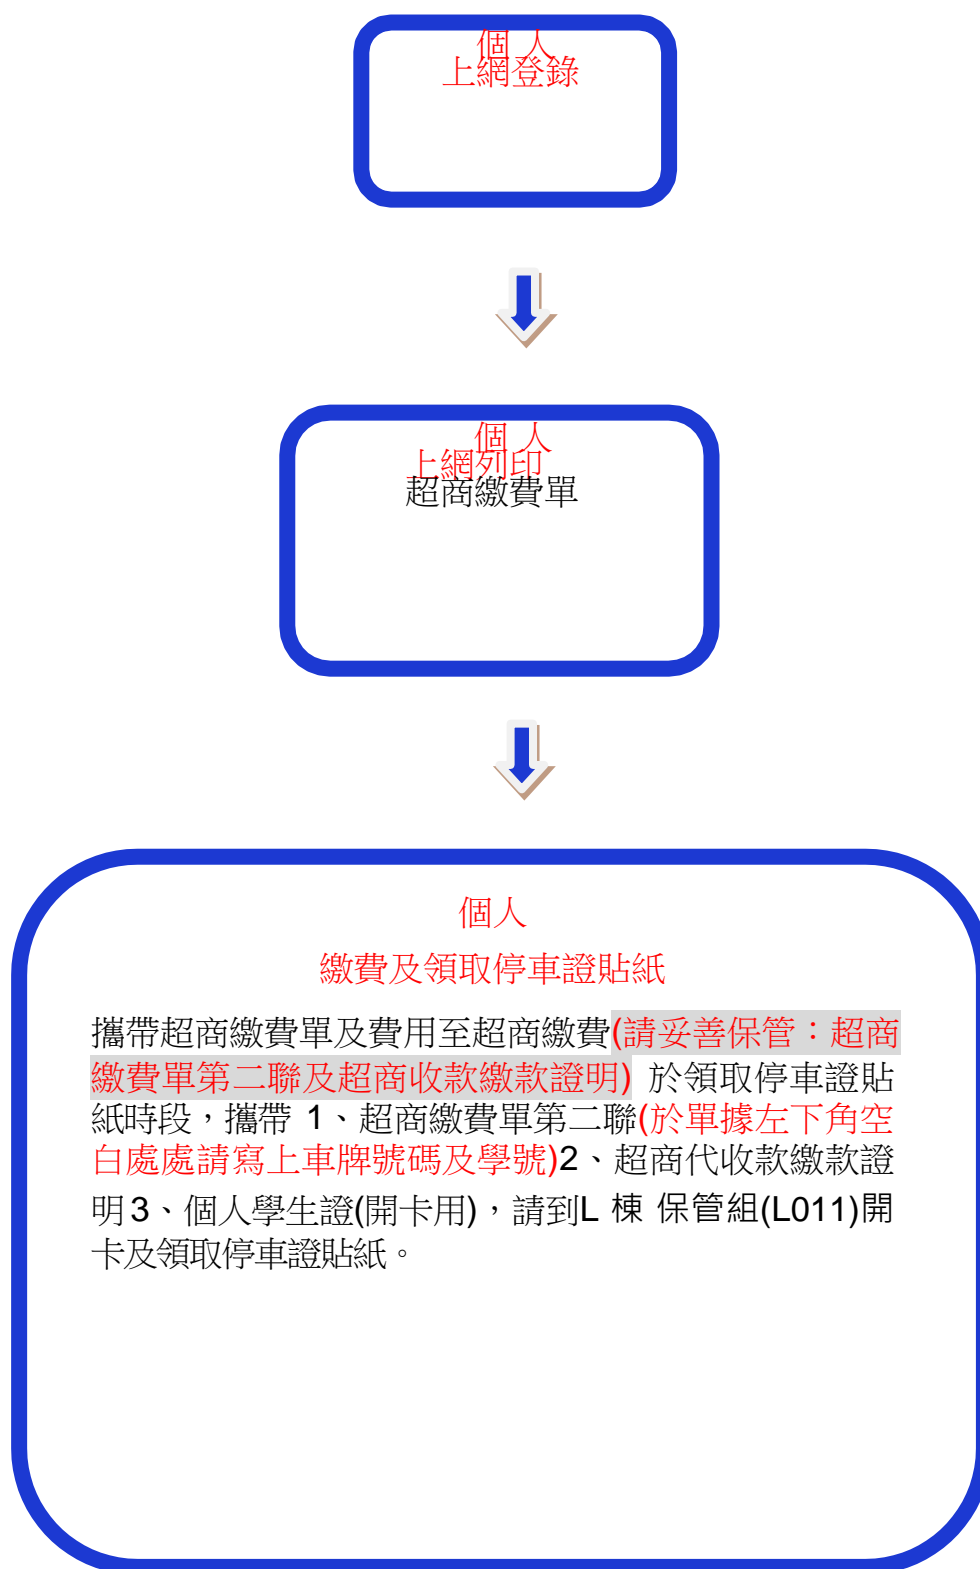 個 人
上網登錄
個 人
上網列印
超商繳費單
個人
繳費及領取停車證貼紙
攜帶超商繳費單及費用至超商繳費(請妥善保管：超商
繳費單第二聯及超商收款繳款證明) 於領取停車證貼
紙時段，攜帶 1、超商繳費單第二聯(於單據左下角空
白處處請寫上車牌號碼及學號)2、超商代收款繳款證
明 3、個人學生證(開卡用)，請到L 棟 保管組(L011)開
卡及領取停車證貼紙。